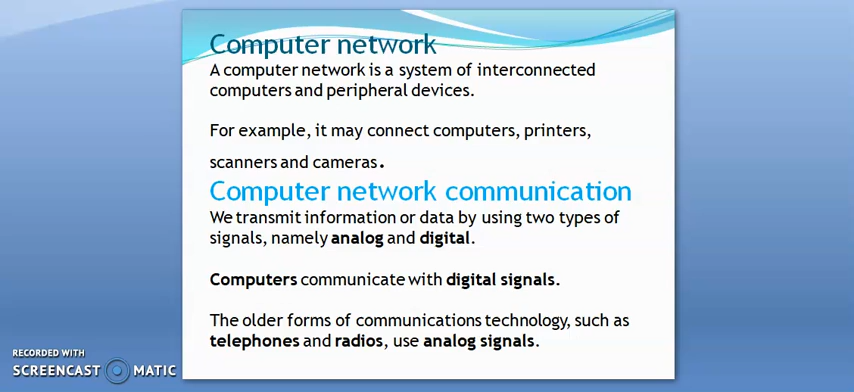 Computer network
A computer network is a system of interconnected
computers and peripheral devices.
For example, it may connect computers, printers,
scanners and cameras.
Computer network communication
We transmit information or data by using two types of
signals, namely analog and digital.
Computers communicate with digital signals.
The older forms of communications technology, such as
telephones and radios, use analog signals.
RECORDED WITH
SCREENCAST MATIC